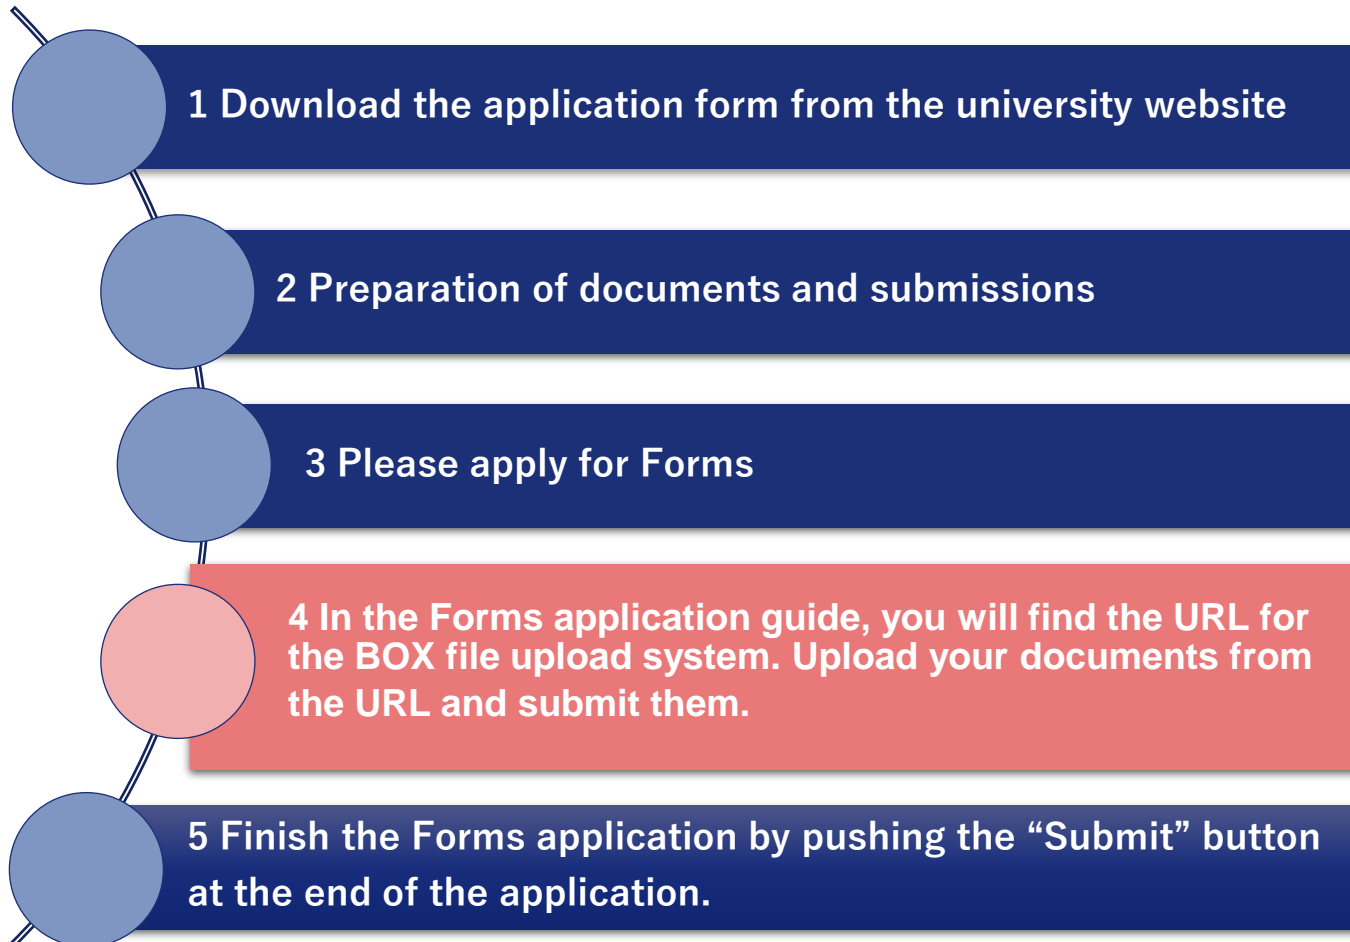 1 Download the application form from the university website
2 Preparation of documents and submissions
3 Please apply for Forms
4 In the Forms application guide, you will find the URL for
the BOX file upload system. Upload your documents from
the URL and submit them.
5 Finish the Forms application by pushing the “Submit” button
at the end of the application.